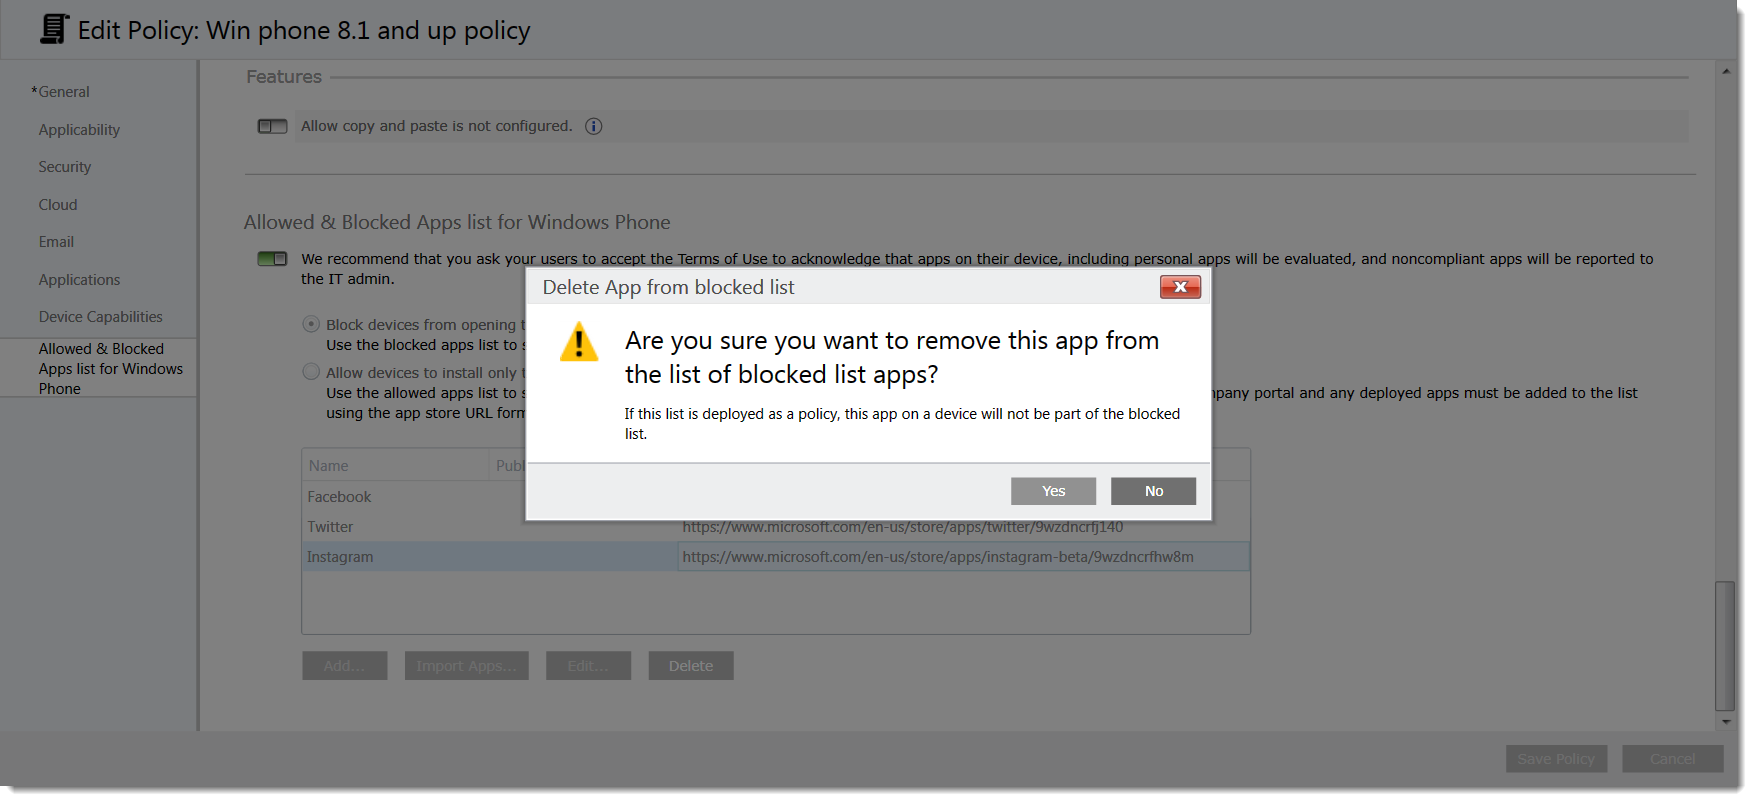 Edit Policy: Win phone 8.1 and up policy
*General
Applicability
Security
Cloud
Email
Applications
Device Capabilities
Allowed & Blocked
Apps list for Windows
Phone
Features
Allow copy and paste is not configured.
Allowed & Blocked Apps list for Windows Phone
We recommend that you ask your users to accept the Terms of Use to acknowledge that apps on their device, including personal apps will be evaluated, and noncompliant apps will be reported to
the IT admin.
Block devices from opening
Use the blocked apps list to
Allow devices to install only
Use the allowed apps list to
portal and any deployed apps must be added to the list
using the app store URL
Name
Facebook
Twitter https://www.microsoft.com/en-us/store/apps/twitter/9wzdncrfj140
Instagram https://www.microsoft.com/en-us/store/apps/instagram-beta/9wzdncrfhw8m
Add... Import Apps... Edit... Delete
Delete App from blocked list
Are you sure you want to remove this app from
the list of blocked list apps?
If this list is deployed as a policy, this app on a device will not be part of the blocked
list.
Yes No
Save Policy Cancel